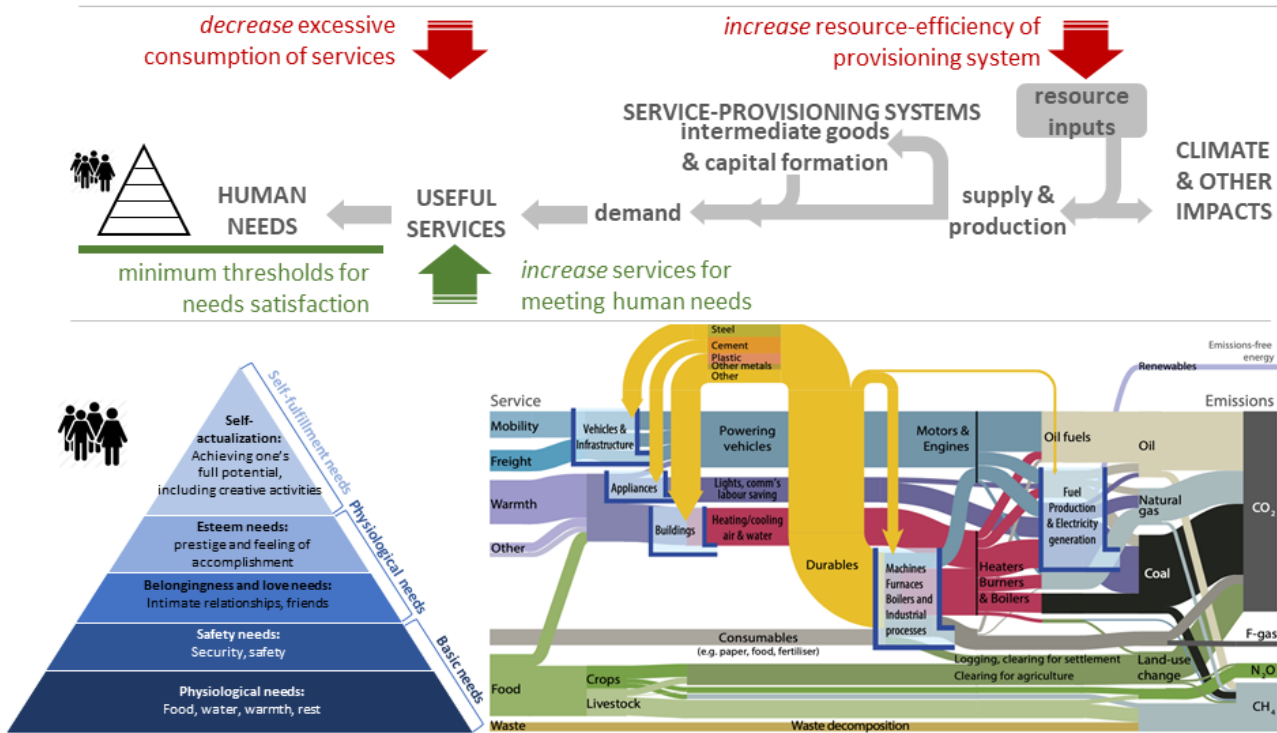 decrease excessive
consumption of services
increase resource-efficiency of
provisioning system
SERVICE-PROVISIONING SYSTEMS
intermediate goods
& capital formation
resource
inputs
CLIMATE
& OTHER
IMPACTS
HUMAN
NEEDS
USEFUL
SERVICES
demand
supply &
production
minimum thresholds for
needs satisfaction
increase services for
meeting human needs
Self-
actualization:
Achieving one's
full potential,
including creative activities
Esteem needs:
prestige and feeling of
accomplishment
Belongingness and love needs:
Intimate relationships, friends
Safety needs:
Security, safety
Physiological needs:
Food, water, warmth, rest
Self-fulfillment needs
Physiological needs
Basic needs
Steel
Cement
Plastic
Other metals
Other
Service
Mobility
Freight
Warmth
Other
Food
Waste
Vehicles &
Infrastructure
Appliances
Buildings
Powering
vehicles
Lights, comm's
labour saving
Heating/cooling
air & water
Durables
Consumables
(e.g. paper, food, fertiliser)
Crops
Livestock
Waste decomposition
Motors &
Engines
Machines
Furnaces
Boilers and
Industrial
processes
Heaters
Burners
& Boilers
Logging, clearing for settlement
Clearing for agriculture
Oil fuels
Fuel
Production
& Electricity
generation
Renewables
Emissions-free
energy
Oil
Natural
gas
Coal
Land-use
change
Emissions
CO2
F-gas
N2O
CH4